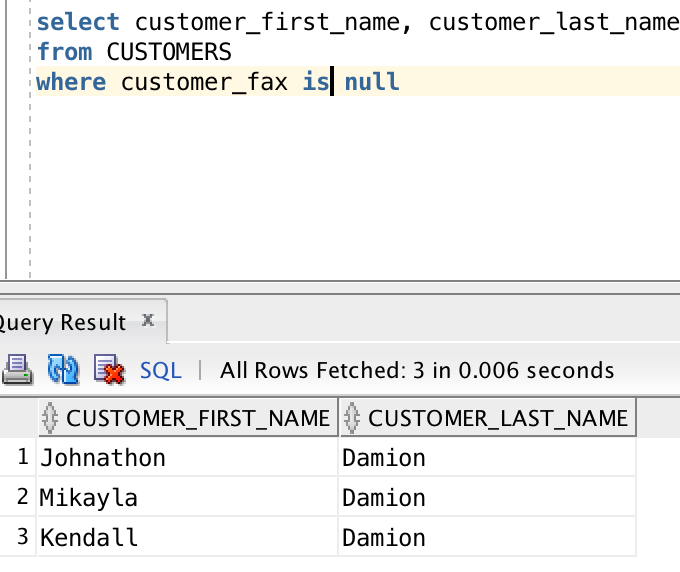 select customer_first_name, customer_last_name
from CUSTOMERS
where customer_fax is null
Query Result x
SQL | All Rows Fetched: 3 in 0.006 seconds
CUSTOMER_FIRST_NAME CUSTOMER_LAST_NAME
1 Johnathon Damion
2 Mikayla Damion
3 Kendall Damion